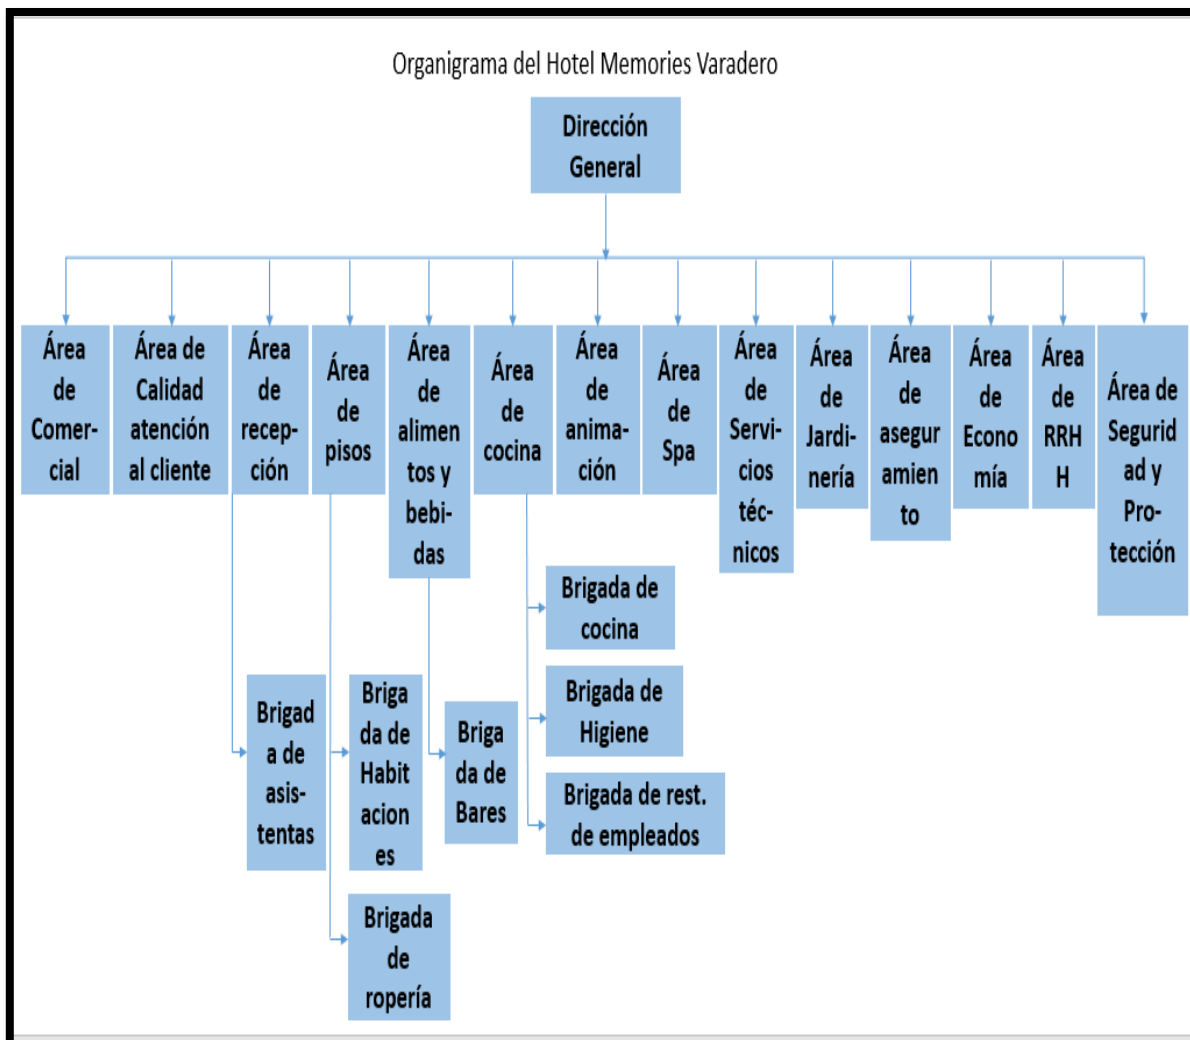 Organigrama del Hotel Memories Varadero
Dirección
General
Área
de
Comer-
cial
Área de
Calidad
atención
al cliente
Área
de
recep-
ción
Área
de
pisos
Área
de
alimen
tos y
bebi-
das
Área
de
cocina
Área
de
anima-
ción
Área
de
Spa
Área
de
Servi-
cios
téc-
nicos
Área
de
Jardi-
nería
Área
de
asegur
amien
to
Área
de
Econo
mía
Área
de
RRH
H
Área de
Segurid
ad y
Pro-
tección
Brigada de
cocina
Brigada de
Higiene
Brigada de rest.
de empleados
Brigad
a de
asis-
tentas
Briga
da de
Habit
acion
es
Briga
da de
Bares
Brigada
de
ropería